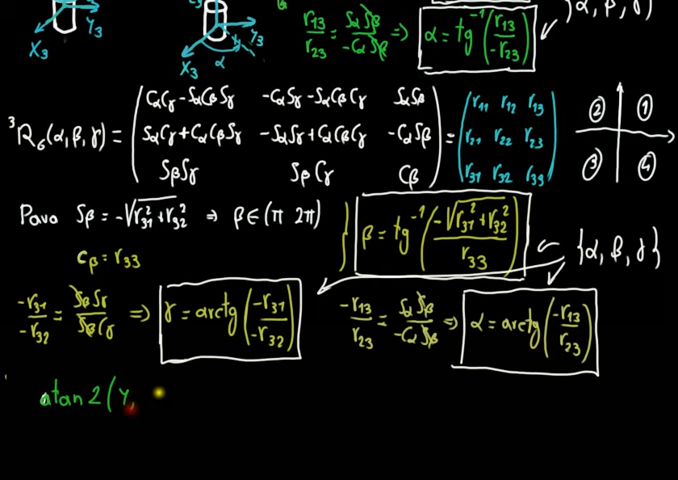 X₃ Y₃ X₃ Y₃ α
r₁₃/r₂₃ = SαSβ/-CαSβ ⇒ α = tg⁻¹(r₁₃/-r₂₃)
}α, β, γ}
³R₆(α,β,γ) = (CαCγ-SαCβSγ -CαSγ-SαCβCγ SαSβ
SαCγ+CαCβSγ -SαSγ+CαCβCγ -CαSβ
SβSγ SβCγ Cβ) = (r₁₁ r₁₂ r₁₃
r₂₁ r₂₂ r₂₃
r₃₁ r₃₂ r₃₃)
② ①
③ ④
Para Sβ = -√(r₃₁²+r₃₂²) ⇒ β∈(π 2π) } β = tg⁻¹(-√(r₃₁²+r₃₂²)/r₃₃)
Cβ = r₃₃
{α, β, γ}
-r₃₁/-r₃₂ = SβSγ/SβCγ ⇒ γ = arctg(-r₃₁/-r₃₂)
-r₁₃/r₂₃ = SαSβ/-CαSβ ⇒ α = arctg(-r₁₃/r₂₃)
atan2(Y,